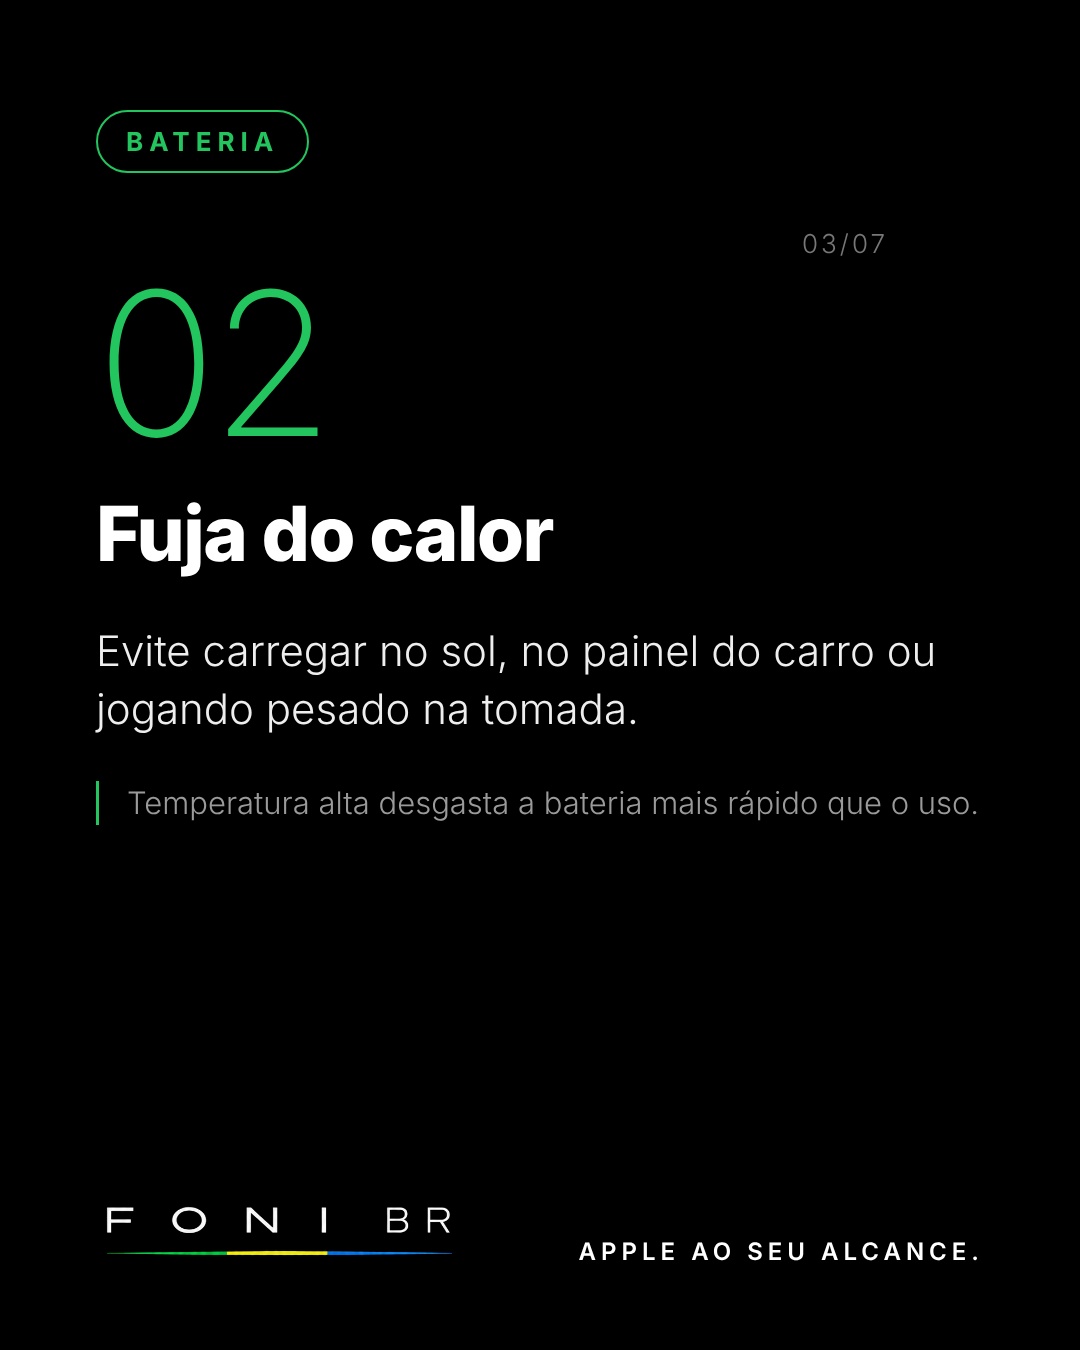 BATERIA
03/07
02
Fuja do calor
Evite carregar no sol, no painel do carro ou
jogando pesado na tomada.
Temperatura alta desgasta a bateria mais rápido que o uso.
FONI BR
APPLE AO SEU ALCANCE.